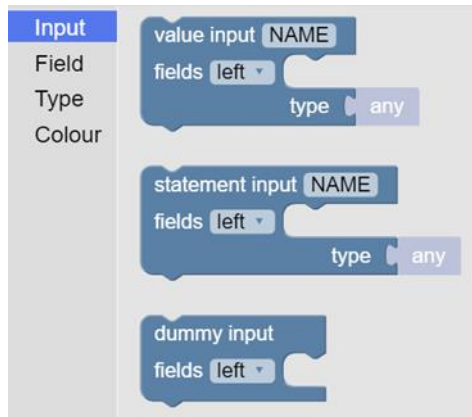 Input
Field
Type
Colour
value input NAME
fields left
type any
statement input NAME
fields left
type any
dummy input
fields left